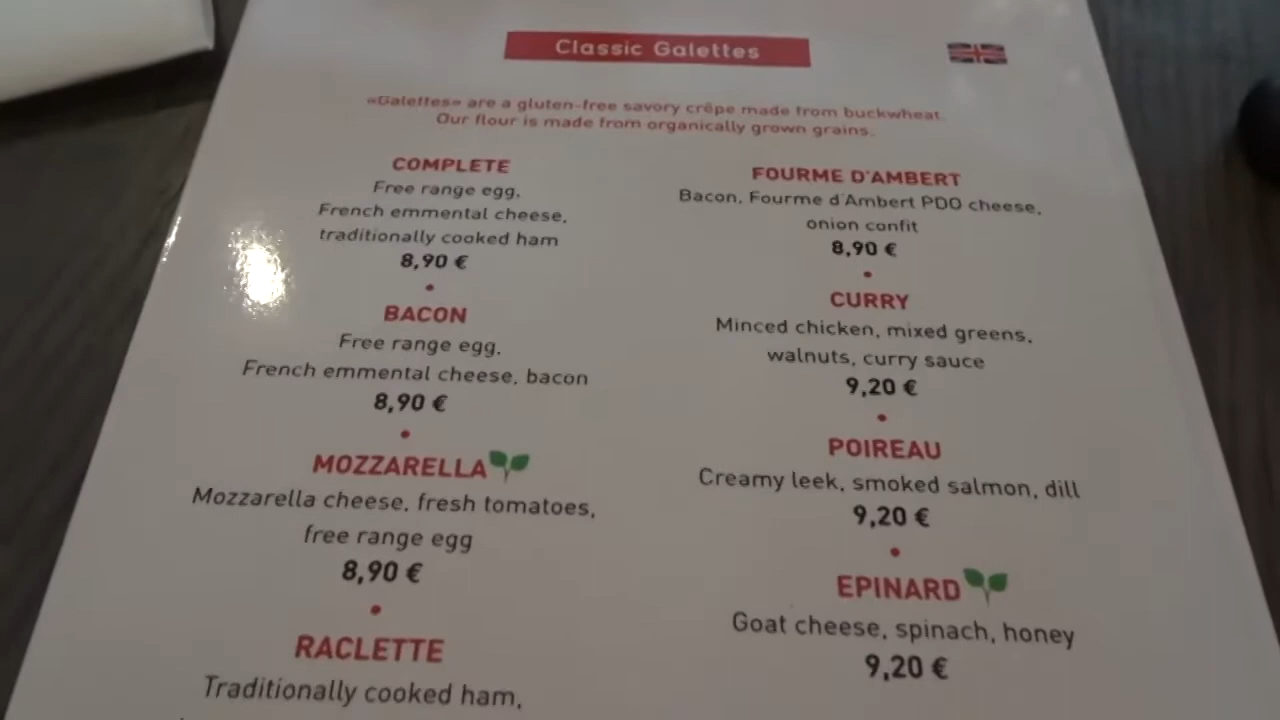 Classic Galettes
«Galettes» are a gluten-free savory crêpe made from buckwheat.
Our flour is made from organically grown grains.
COMPLETE
Free range egg,
French emmental cheese,
traditionally cooked ham
8,90 €
BACON
Free range egg,
French emmental cheese, bacon
8,90 €
MOZZARELLA
Mozzarella cheese, fresh tomatoes,
free range egg
8,90 €
RACLETTE
Traditionally cooked ham,
FOURME D'AMBERT
Bacon, Fourme d'Ambert PDO cheese,
onion confit
8,90 €
CURRY
Minced chicken, mixed greens,
walnuts, curry sauce
9,20 €
POIREAU
Creamy leek, smoked salmon, dill
9,20 €
EPINARD
Goat cheese, spinach, honey
9,20 €